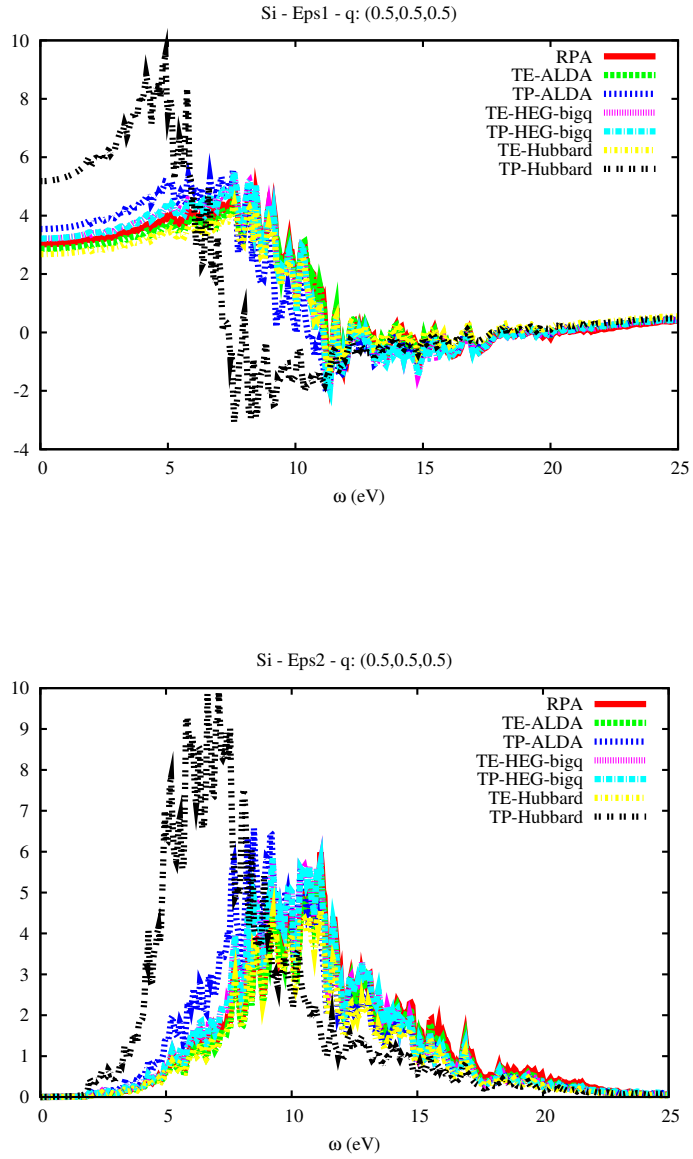 Si - Eps1 - q: (0.5,0.5,0.5)
10
8
6
4
2
0
-2
-4
RPA
TE-ALDA
TP-ALDA
TE-HEG-bigq
TP-HEG-bigq
TE-Hubbard
TP-Hubbard
0 5 10 15 20 25
ω (eV)
Si - Eps2 - q: (0.5,0.5,0.5)
10
9
8
7
6
5
4
3
2
1
0
RPA
TE-ALDA
TP-ALDA
TE-HEG-bigq
TP-HEG-bigq
TE-Hubbard
TP-Hubbard
0 5 10 15 20 25
ω (eV)